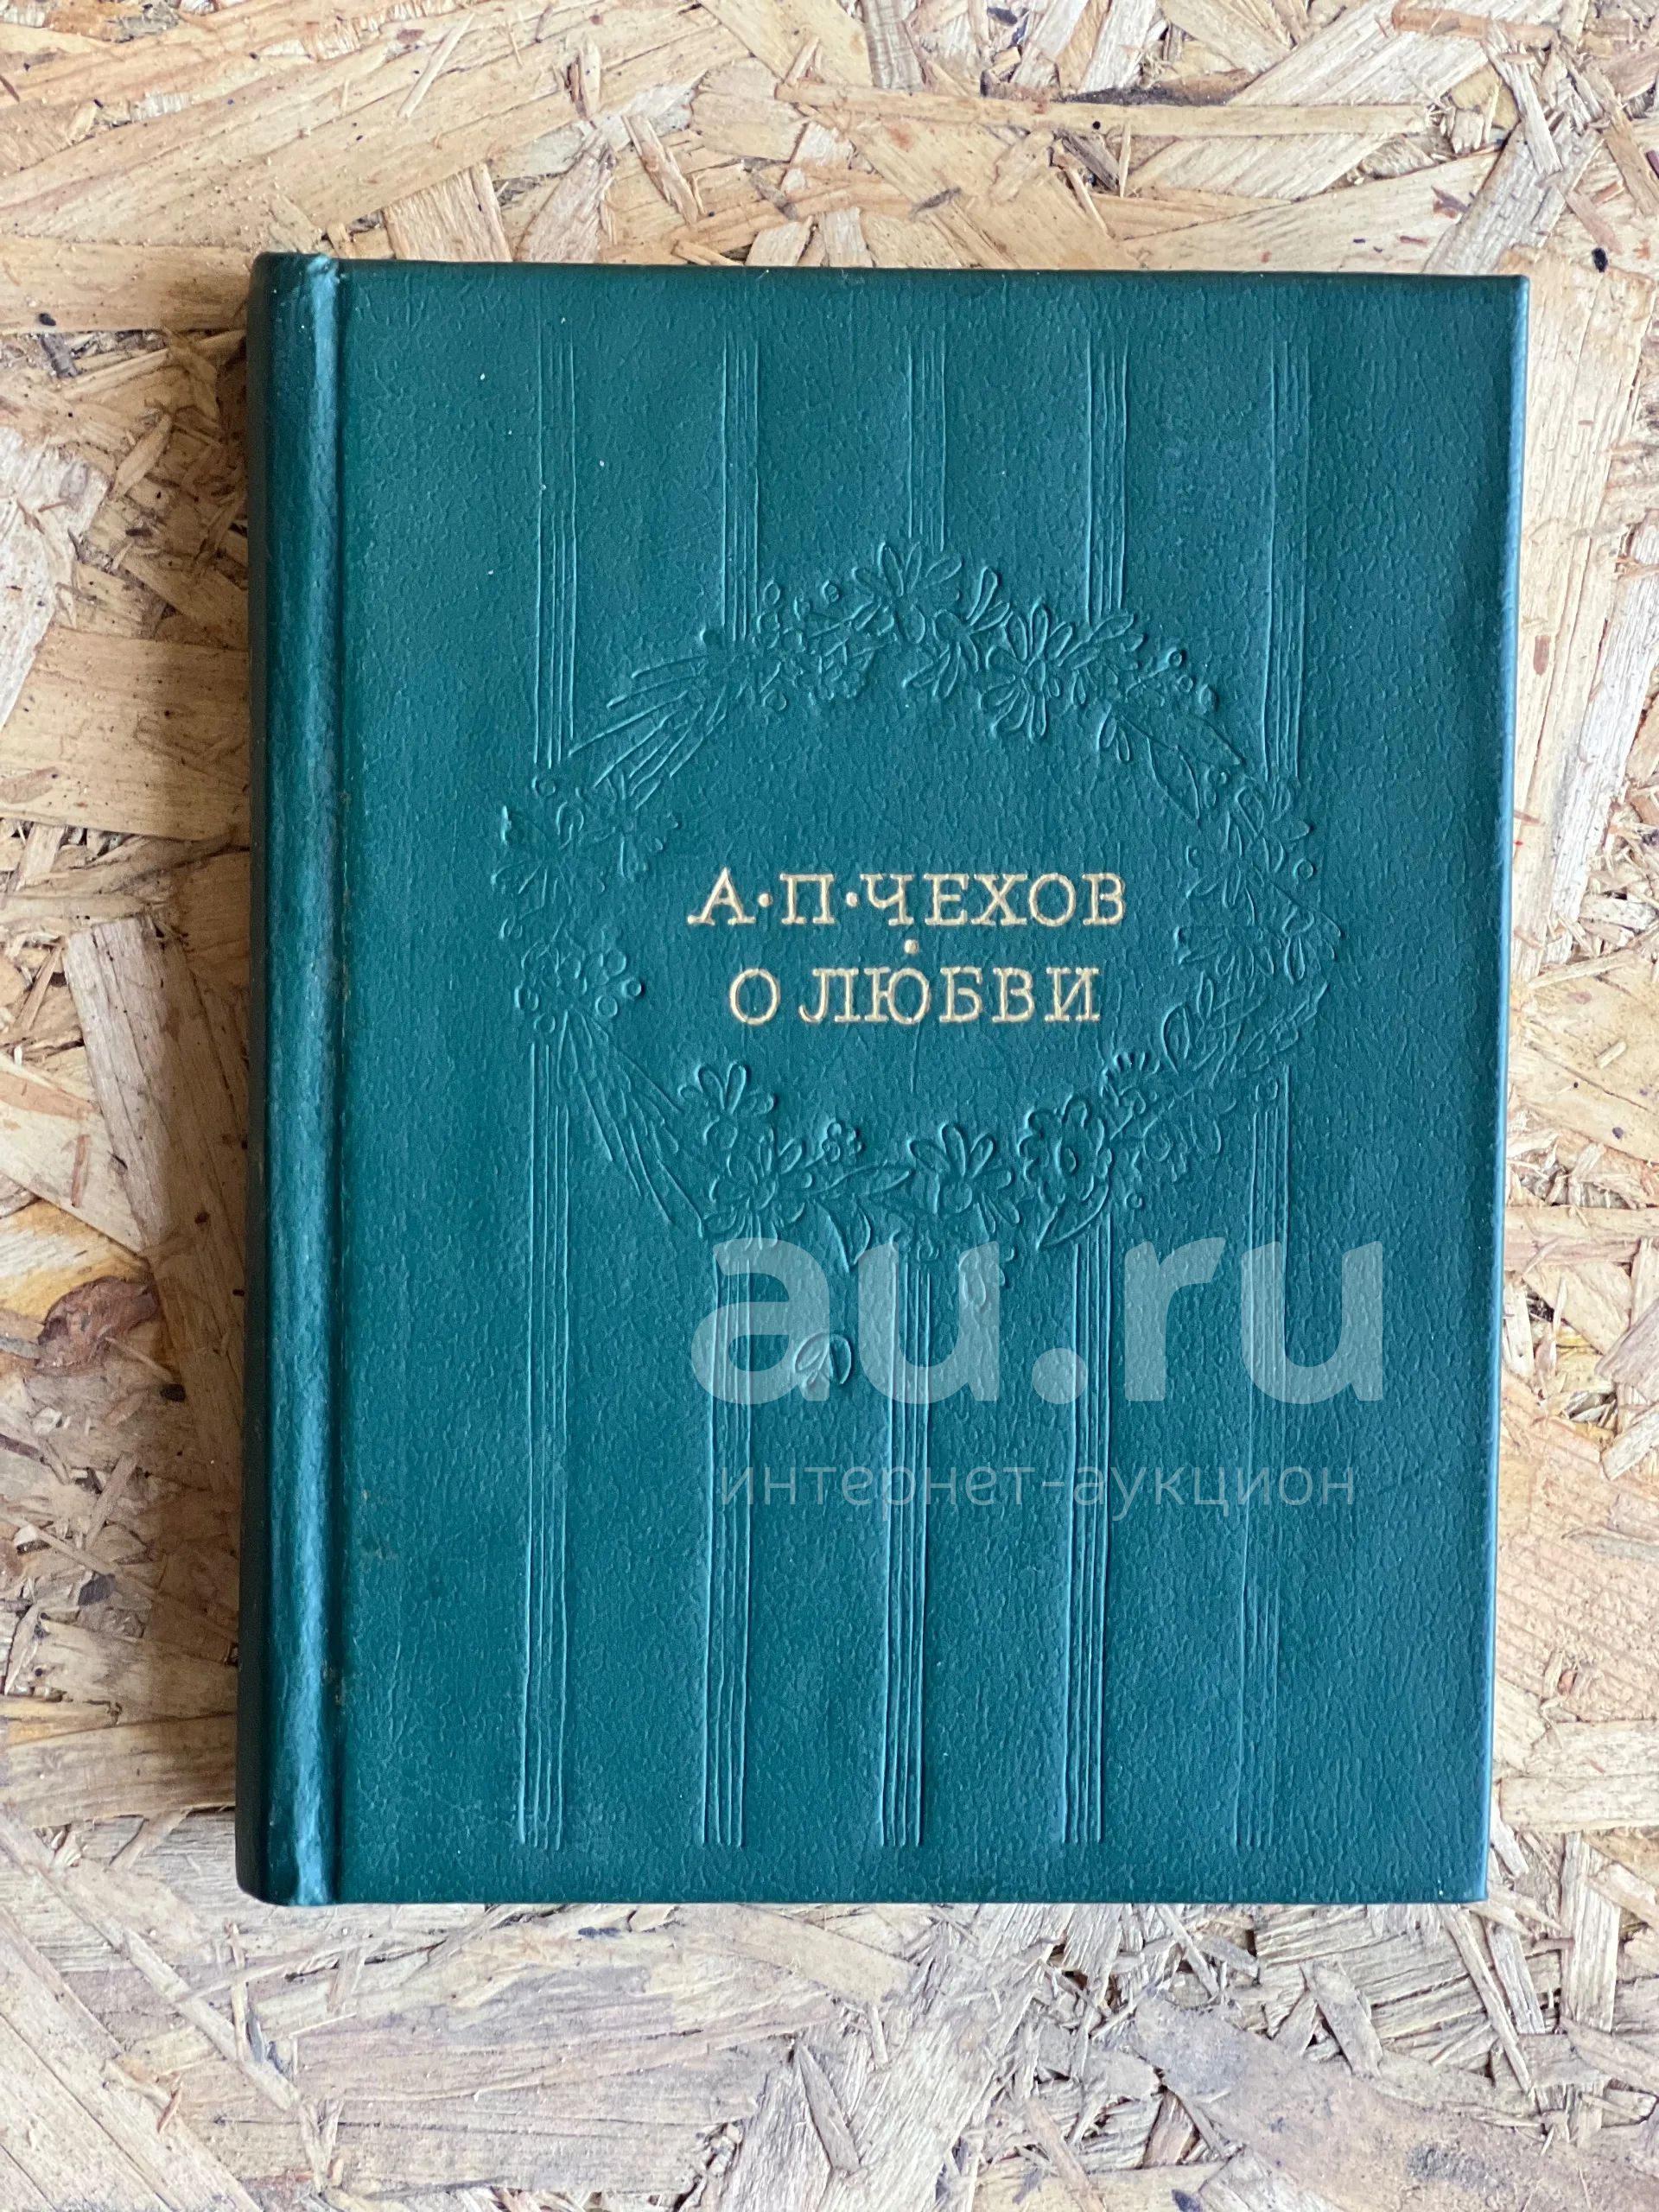 А·П·ЧЕХОВ
О ЛЮБВИ
au.ru
интернет-аукцион